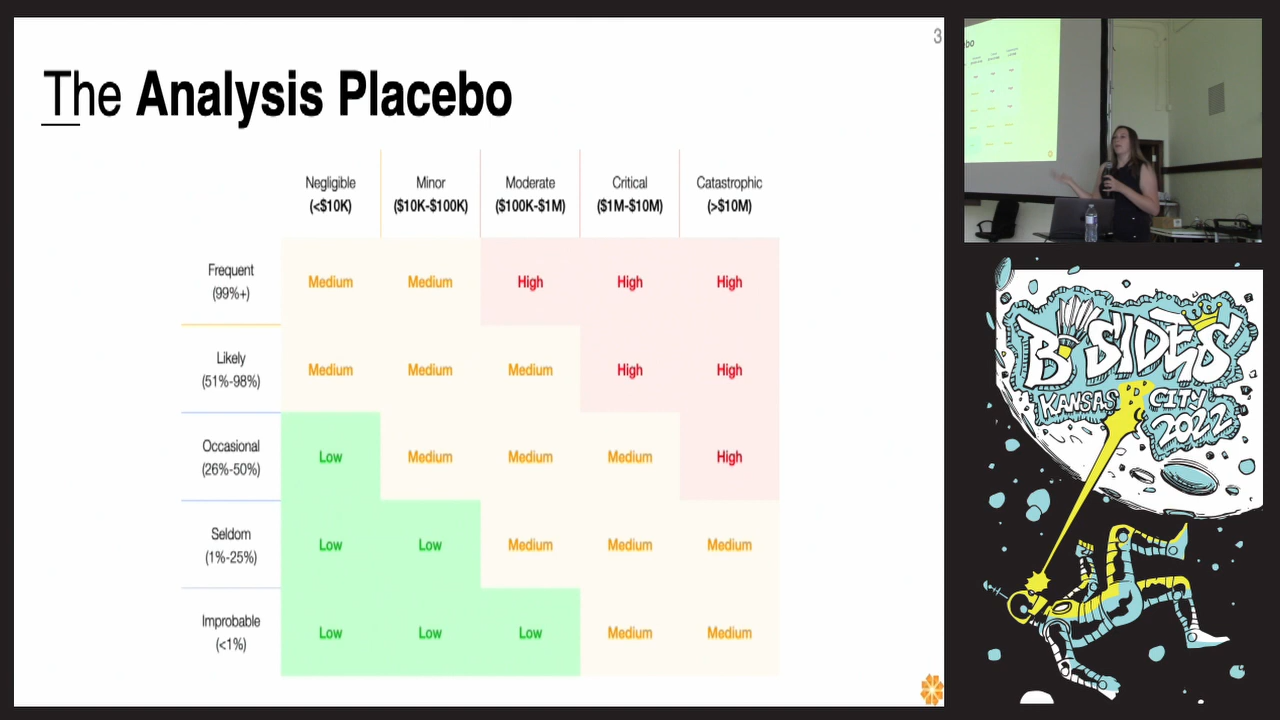 3
The Analysis Placebo
Negligible Minor Moderate Critical Catastrophic
(<$10K) ($10K-$100K) ($100K-$1M) ($1M-$10M) (>$10M)
Frequent
(99%+)
Medium Medium High High High
Likely
(51%-98%)
Medium Medium Medium High High
Occasional
(26%-50%)
Low Medium Medium Medium High
Seldom
(1%-25%)
Low Low Medium Medium Medium
Improbable
(<1%)
Low Low Low Medium Medium
BSIDES
KANSAS CITY
2022